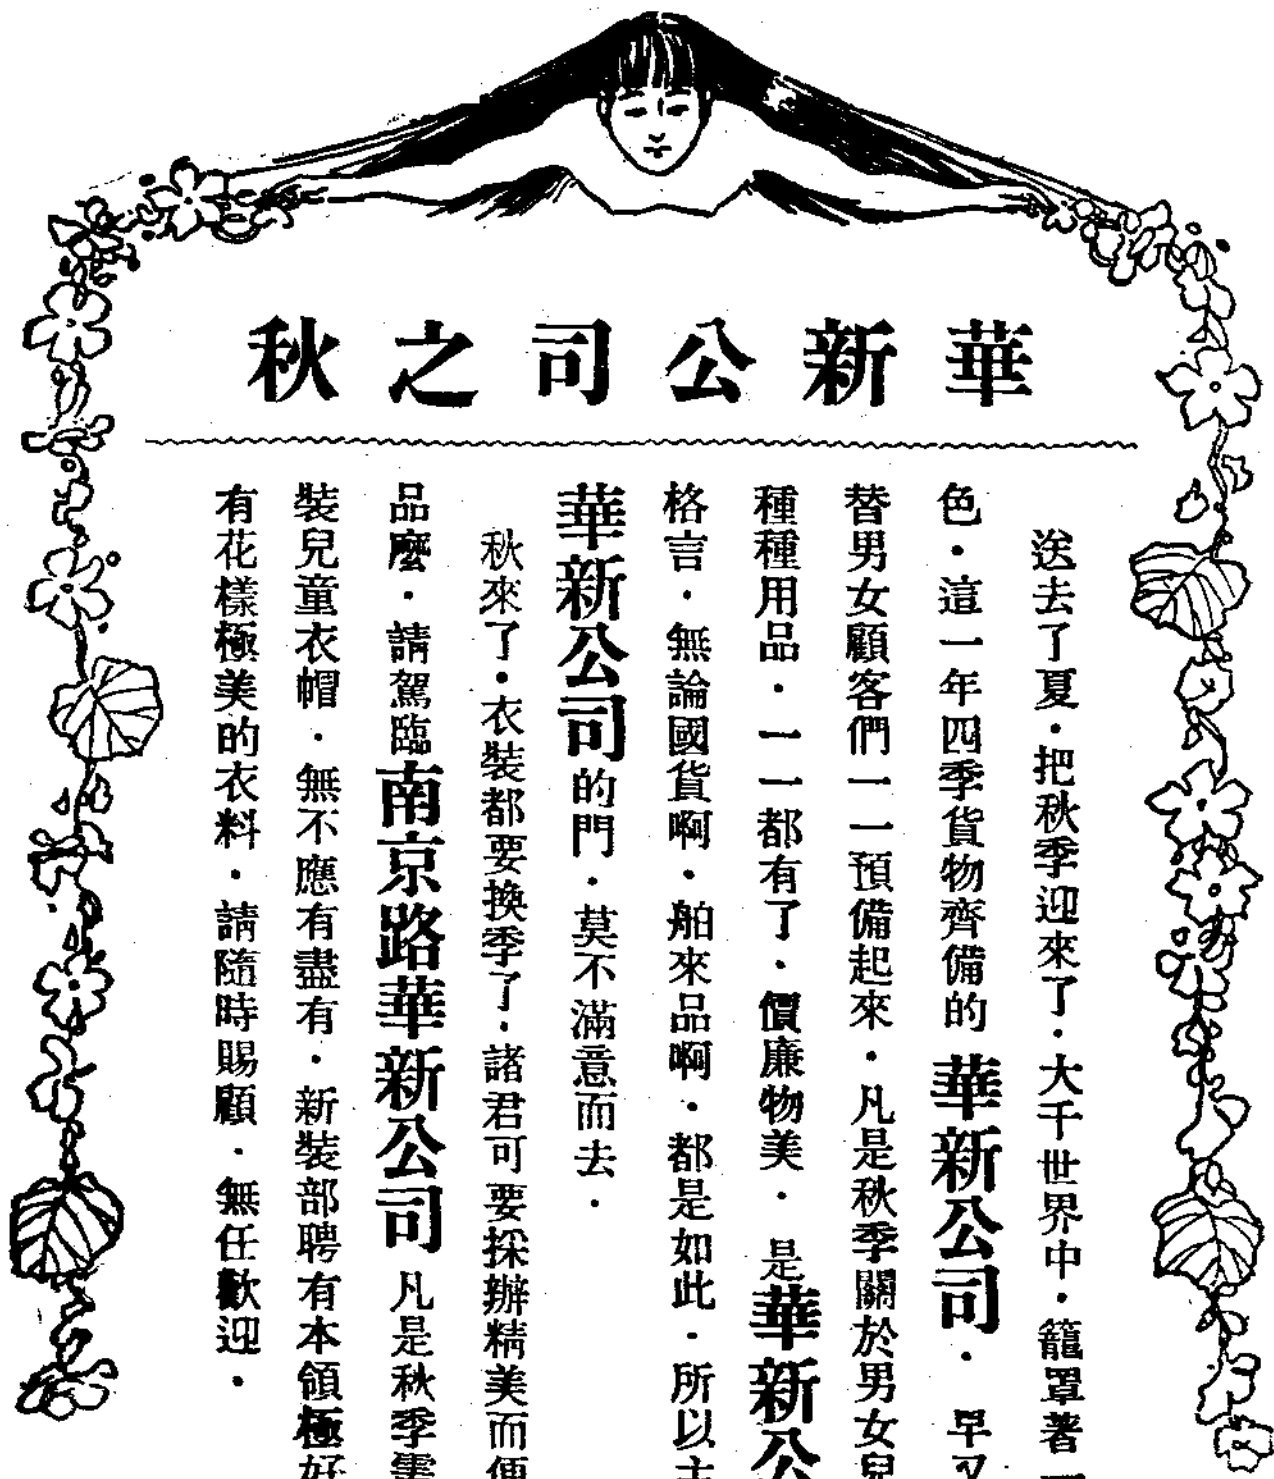 華新公司之秋
送去了夏．把秋季迎來了．大千世界中．籠罩著一
色．這一年四季貨物齊備的華新公司．早又
替男女顧客們一一預備起來．凡是秋季關於男女兒
種種用品．一一都有了．價廉物美．是華新公
格言．無論國貨啊．舶來品啊．都是如此．所以主
華新公司的門．莫不滿意而去．
秋來了．衣裝都要換季了．諸君可要採辦精美而便
品麼．請駕臨南京路華新公司凡是秋季需
裝兒童衣帽．無不應有盡有．新裝部聘有本領極好
有花樣極美的衣料．請隨時賜顧．無任歡迎．